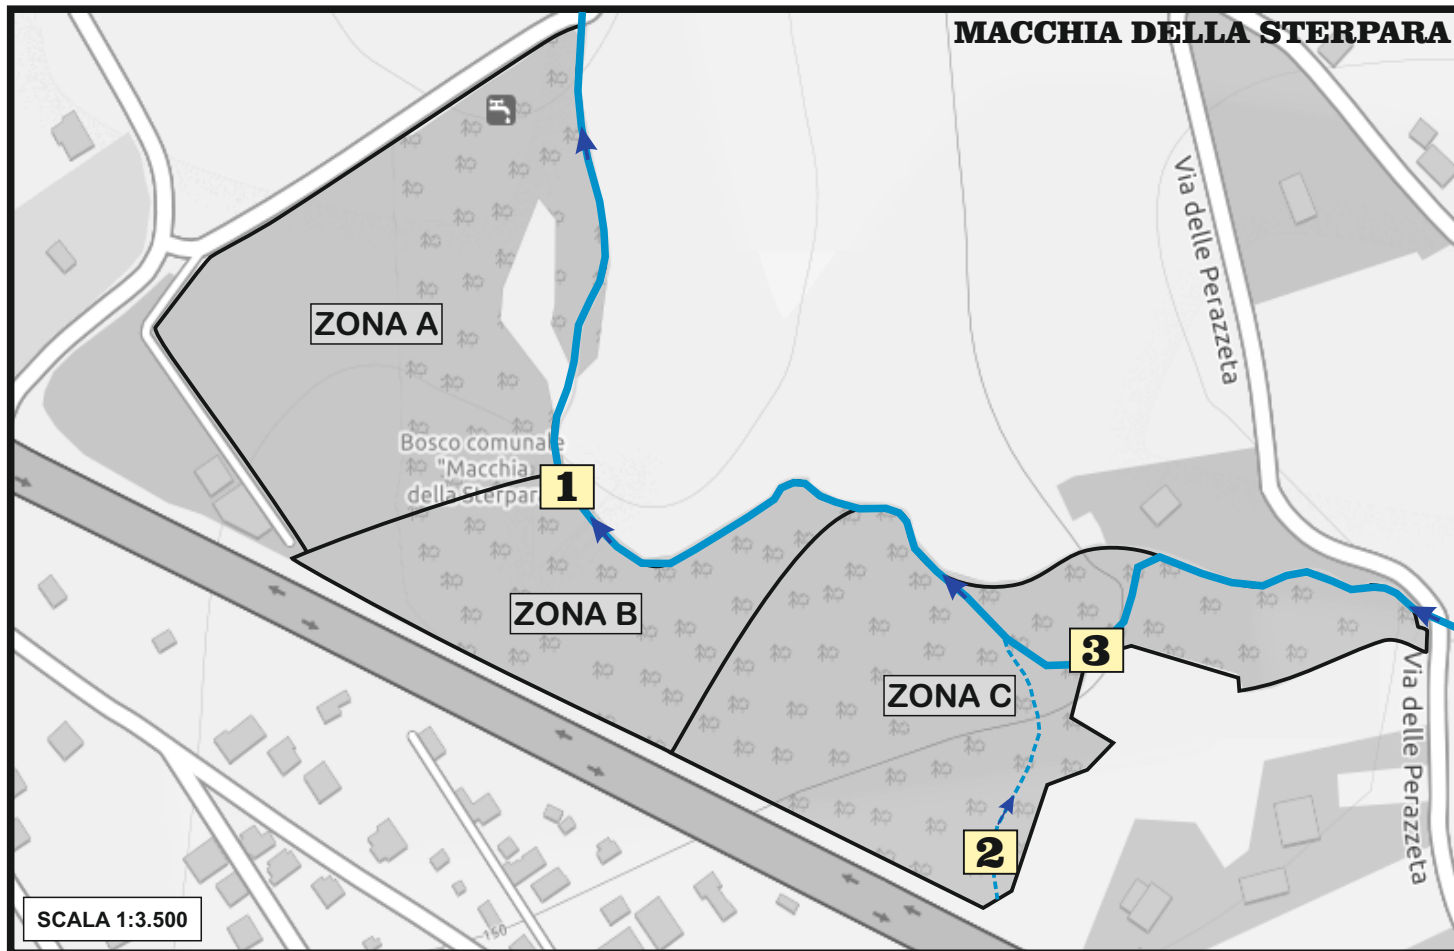 MACCHIA DELLA STERPARA
Via delle Perazzeta
ZONA A
Bosco comunale
"Macchia
della Sterpara
1
ZONA B
3
ZONA C
Via delle Perazzeta
2
SCALA 1:3.500
150